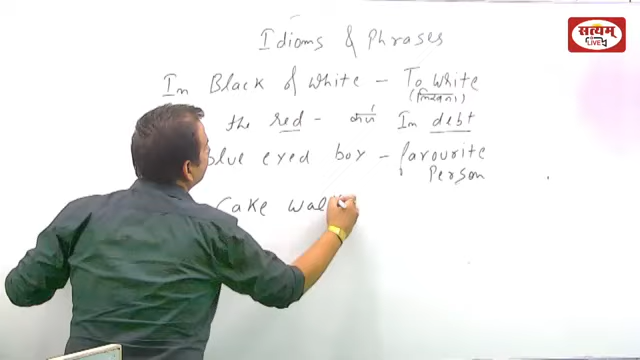 Idioms & Phrases
In Black & White - To White
(लिखना)
the red - कर्ज In debt
Blue eyed boy - favourite
Person
Cake wal
सत्यम्
LIVE